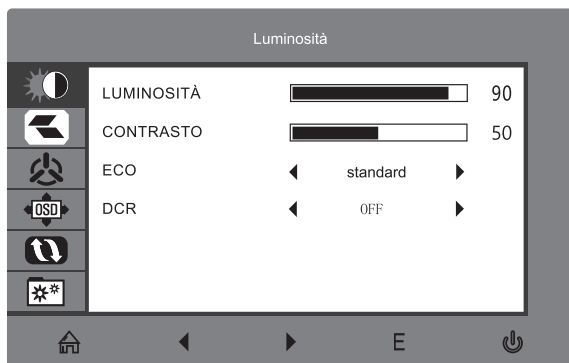 Luminosità
LUMINOSITÀ 90
CONTRASTO 50
ECO standard
DCR OFF
OSD
E